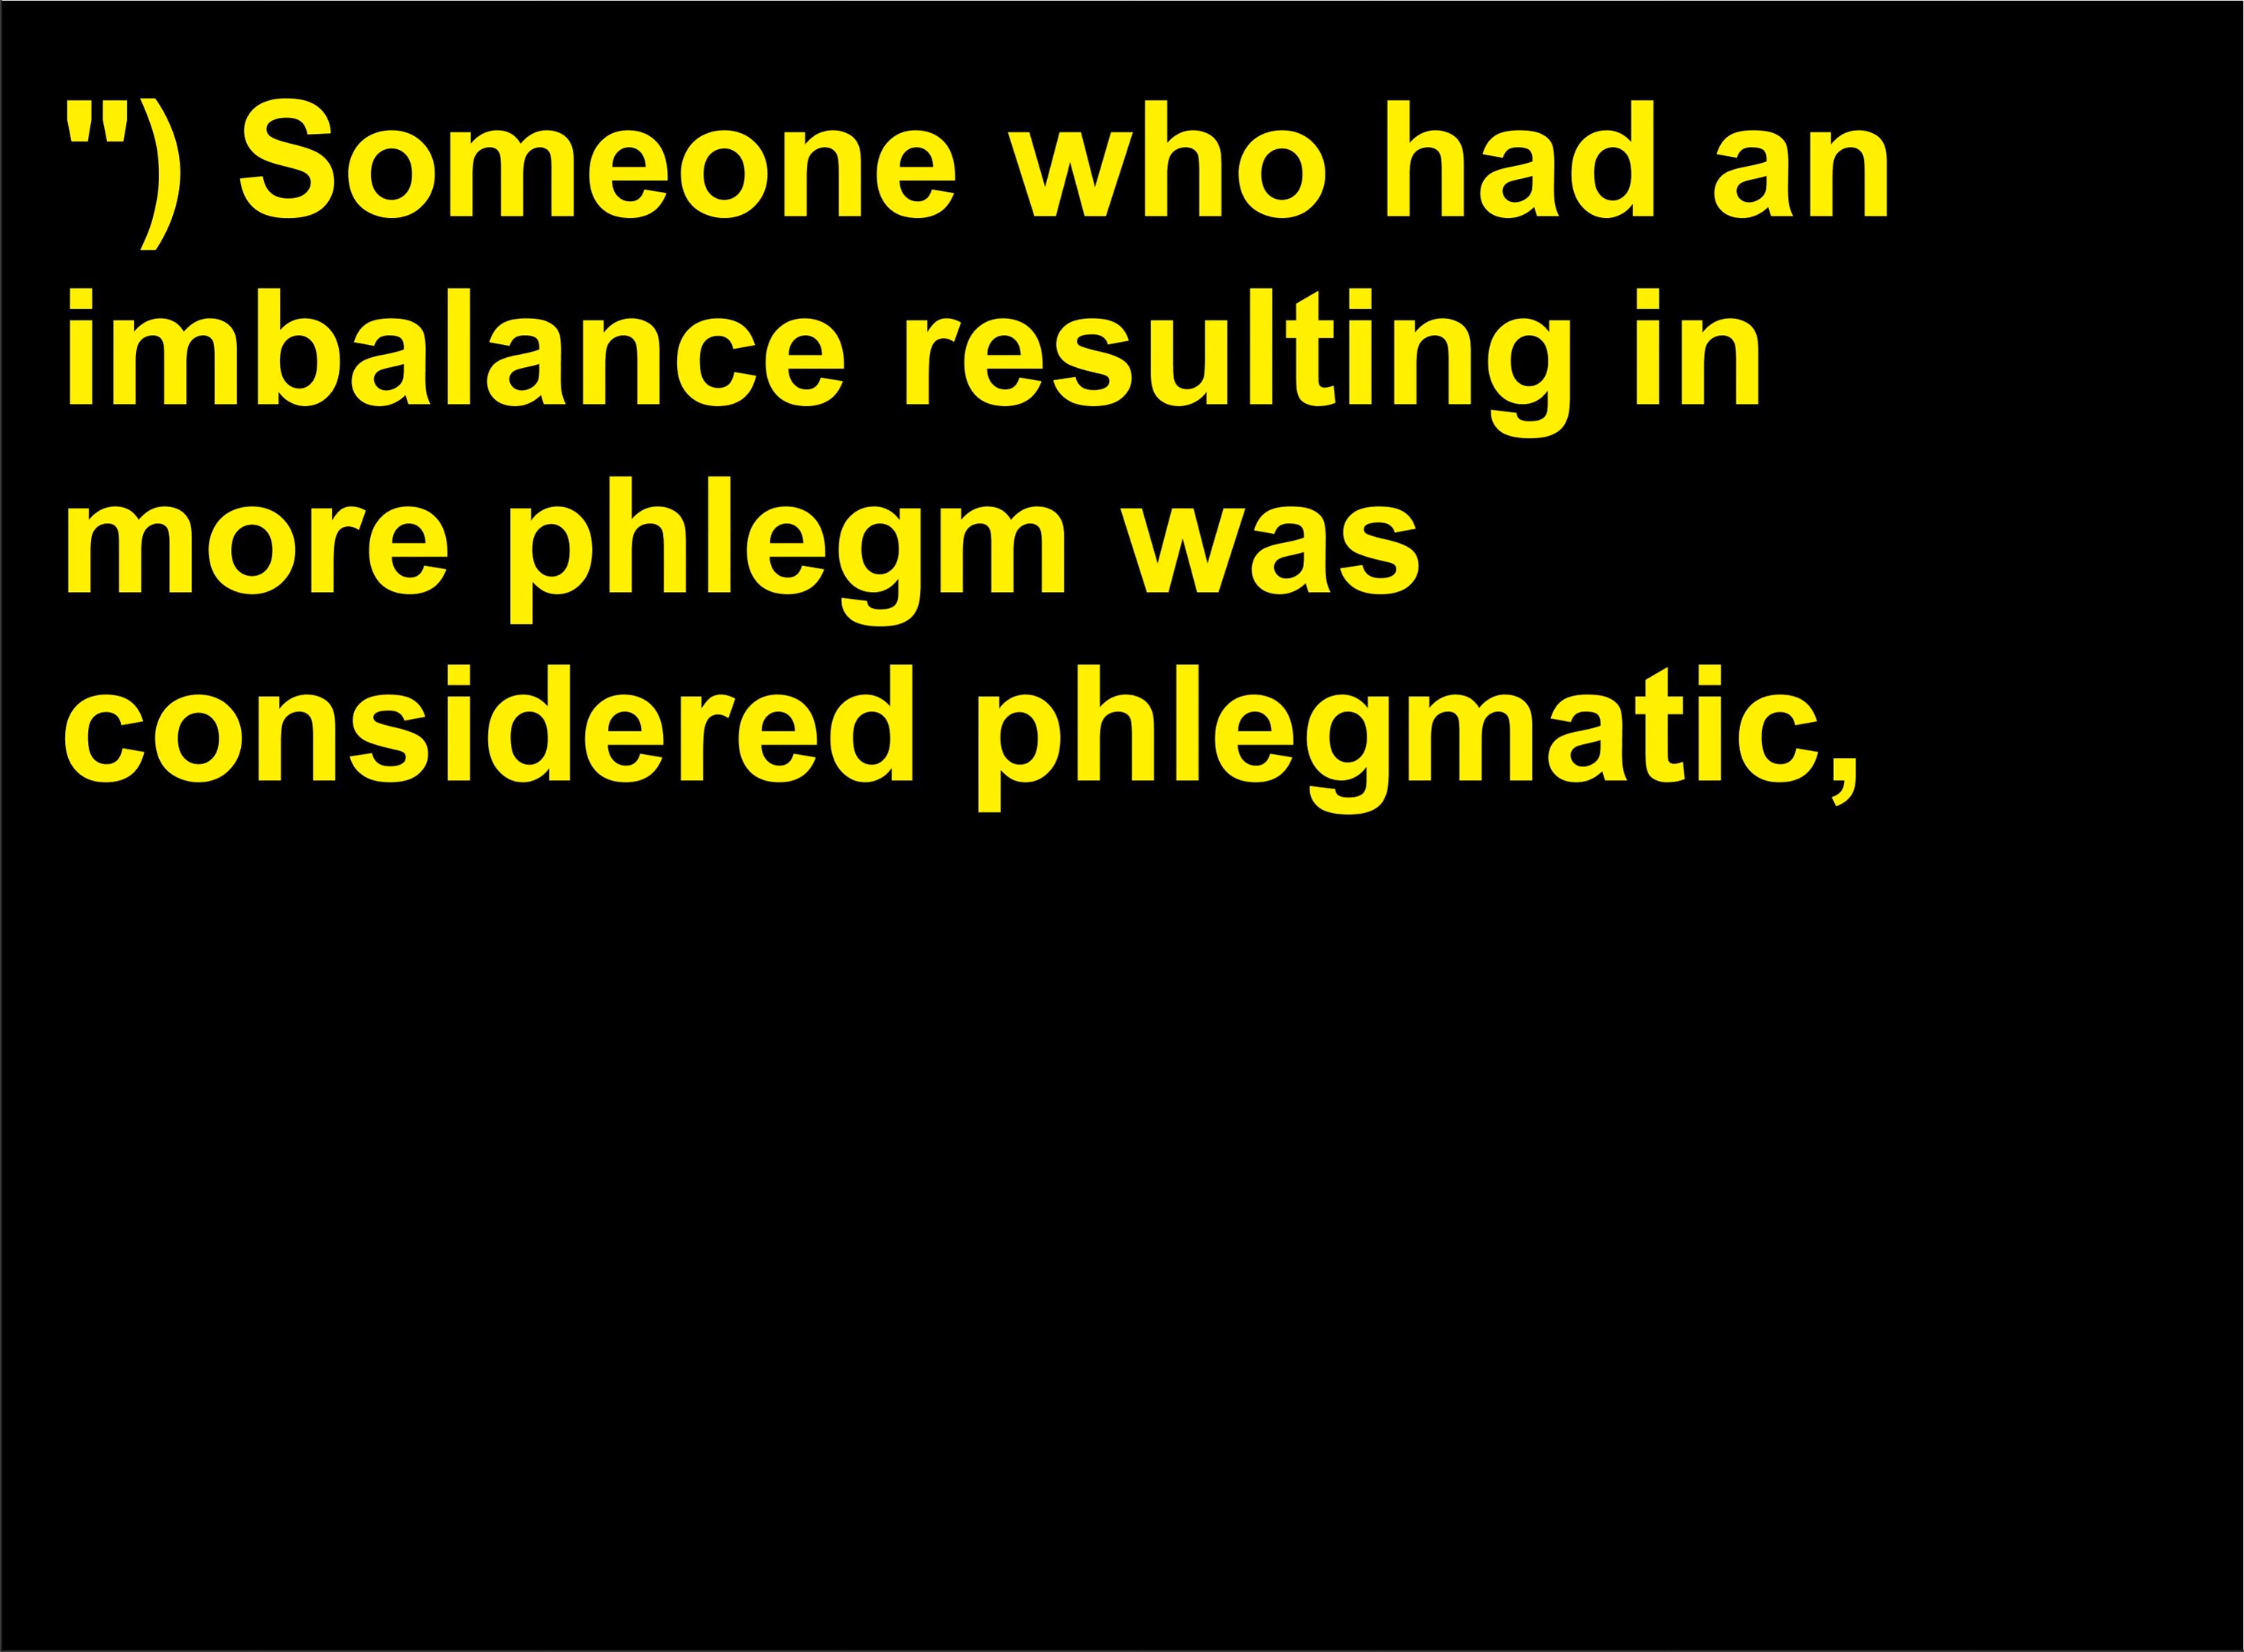 ") Someone who had an
imbalance resulting in
more phlegm was
considered phlegmatic,